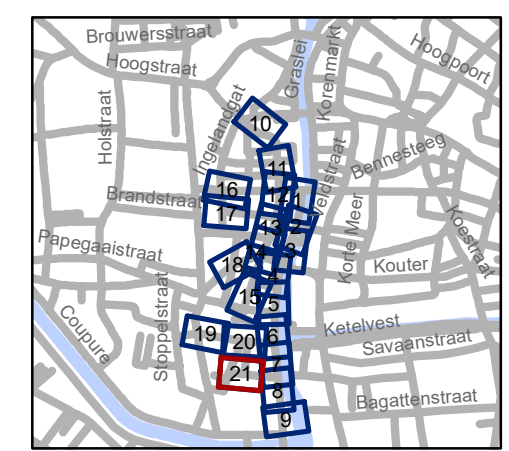 Brouwersstraat
Hoogstraat
Graslei
Korenmarkt
Hoogpoort
Holstraat
Ingelandgat
10
Bennesteeg
11
Veldstraat
16
12
1
Brandstraat
17
13
2
Korte Meer
Koestraat
Papegaaistraat
14
3
18
4
Kouter
15
5
Coupure
Stoppelstraat
19
20
6
Ketelvest
Savaanstraat
21
7
8
Bagattenstraat
9